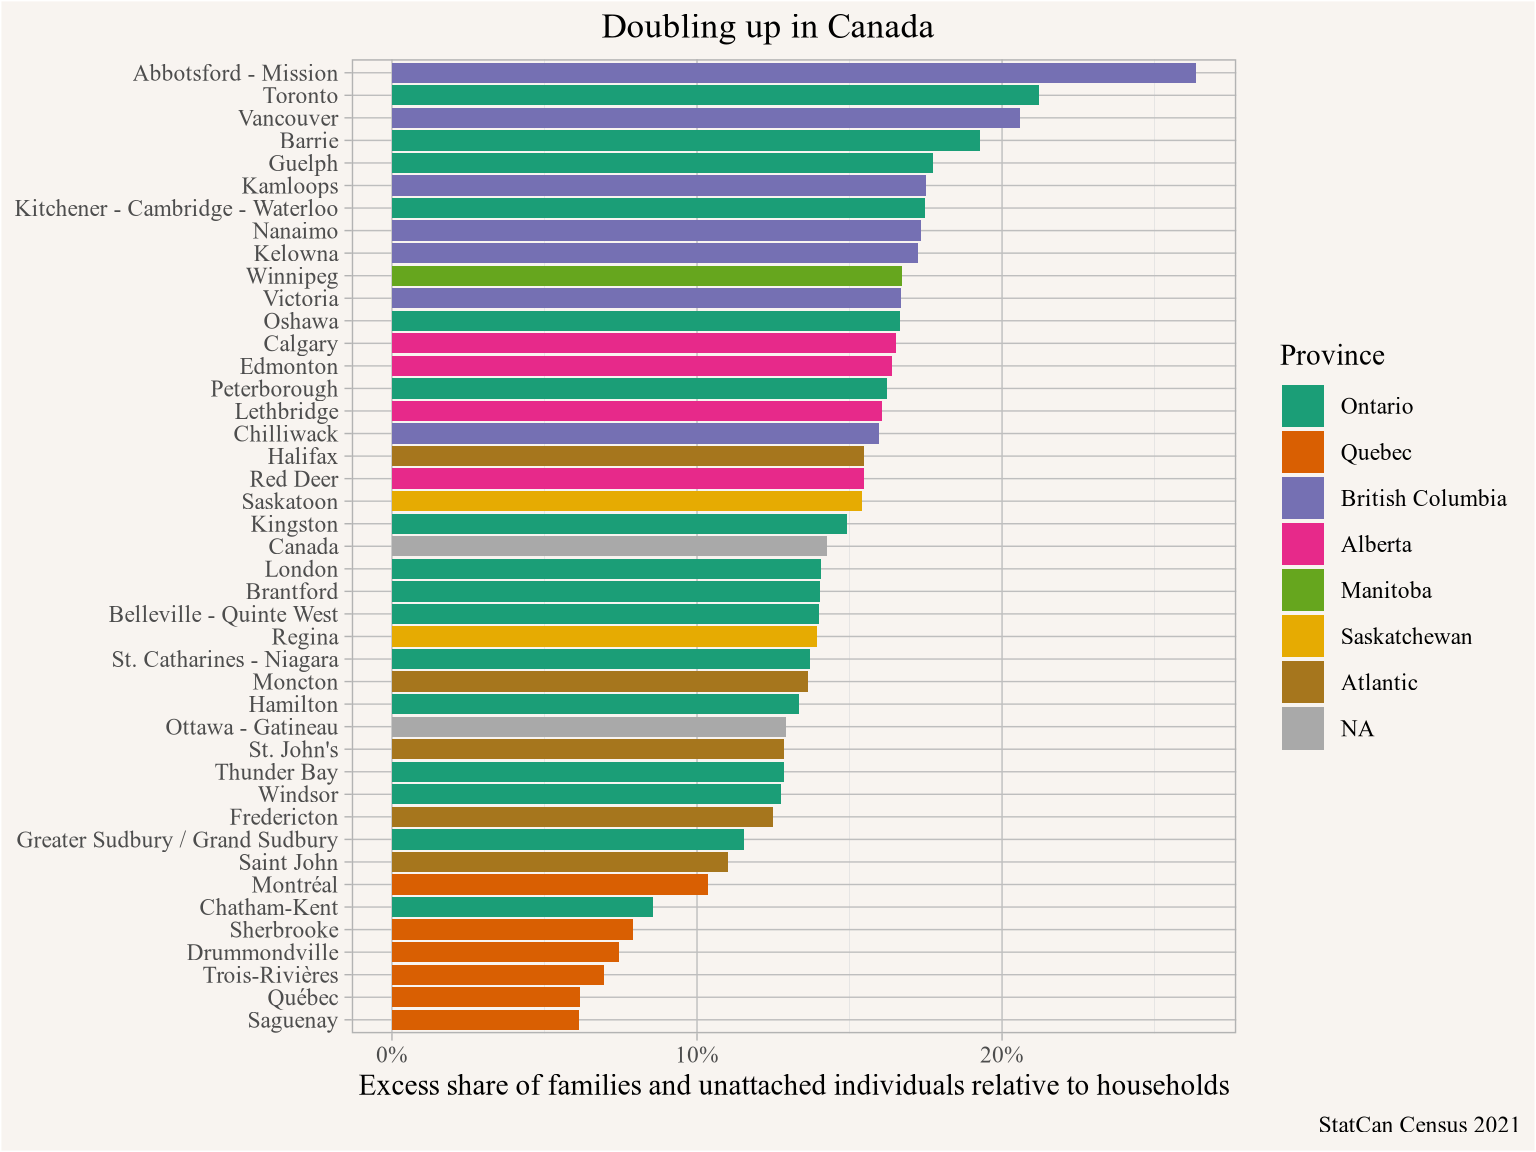 Doubling up in Canada
Abbotsford - Mission
Toronto
Vancouver
Barrie
Guelph
Kamloops
Kitchener - Cambridge - Waterloo
Nanaimo
Kelowna
Winnipeg
Victoria
Oshawa
Calgary
Edmonton
Peterborough
Lethbridge
Chilliwack
Halifax
Red Deer
Saskatoon
Kingston
Canada
London
Brantford
Belleville - Quinte West
Regina
St. Catharines - Niagara
Moncton
Hamilton
Ottawa - Gatineau
St. John's
Thunder Bay
Windsor
Fredericton
Greater Sudbury / Grand Sudbury
Saint John
Montréal
Chatham-Kent
Sherbrooke
Drummondville
Trois-Rivières
Québec
Saguenay
0% 10% 20%
Excess share of families and unattached individuals relative to households
Province
Ontario
Quebec
British Columbia
Alberta
Manitoba
Saskatchewan
Atlantic
NA
StatCan Census 2021